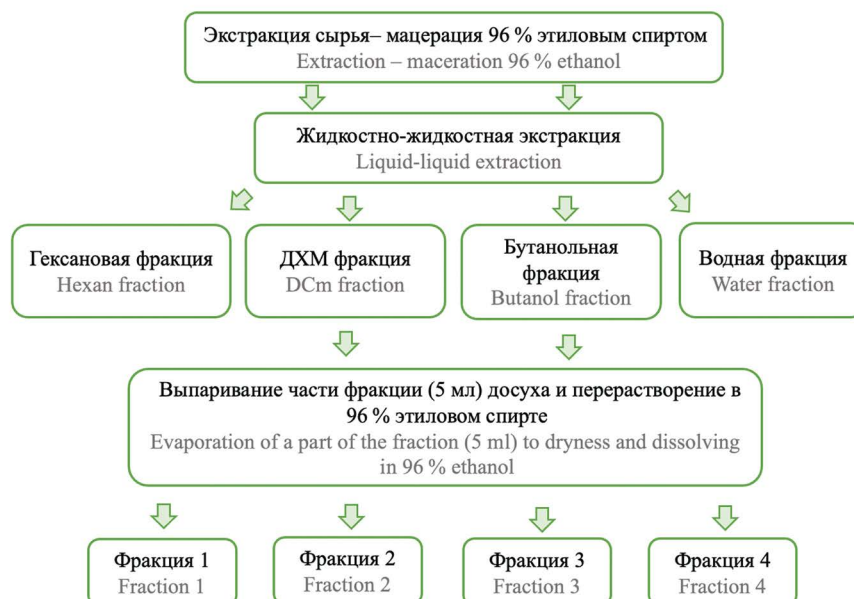 Экстракция сырья– мацерация 96 % этиловым спиртом
Extraction – maceration 96 % ethanol
Жидкостно-жидкостная экстракция
Liquid-liquid extraction
Гексановая фракция
Hexan fraction
ДХМ фракция
DCm fraction
Бутанольная
фракция
Butanol fraction
Водная фракция
Water fraction
Выпаривание части фракции (5 мл) досуха и перерастворение в
96 % этиловом спирте
Evaporation of a part of the fraction (5 ml) to dryness and dissolving
in 96 % ethanol
Фракция 1
Fraction 1
Фракция 2
Fraction 2
Фракция 3
Fraction 3
Фракция 4
Fraction 4